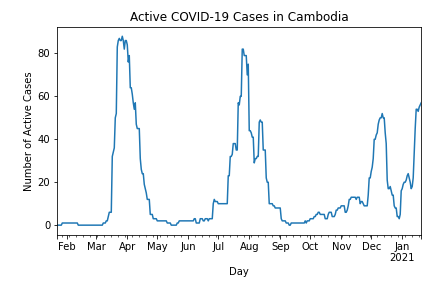 Active COVID-19 Cases in Cambodia
Number of Active Cases
80
60
40
20
0
Feb Mar Apr May Jun Jul Aug Sep Oct Nov Dec Jan
2021
Day